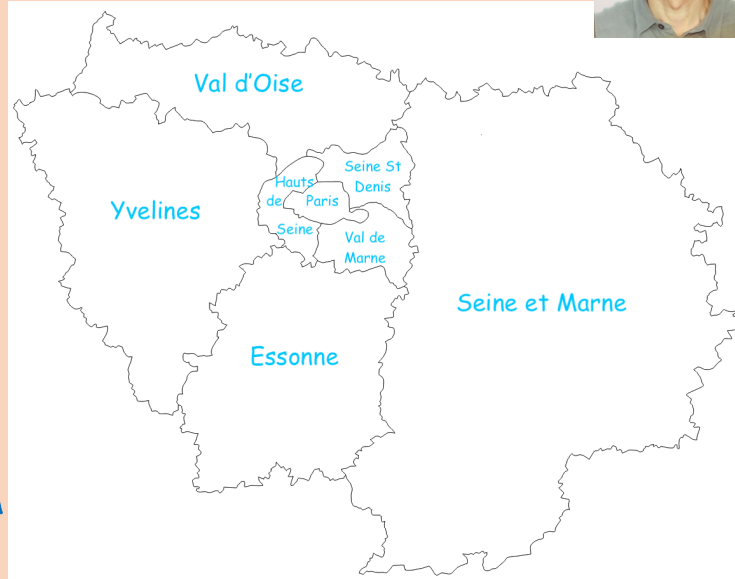 Val d'Oise
Seine St
Denis
Hauts
de
Seine
Paris
Yvelines
Val de
Marne
Seine et Marne
Essonne